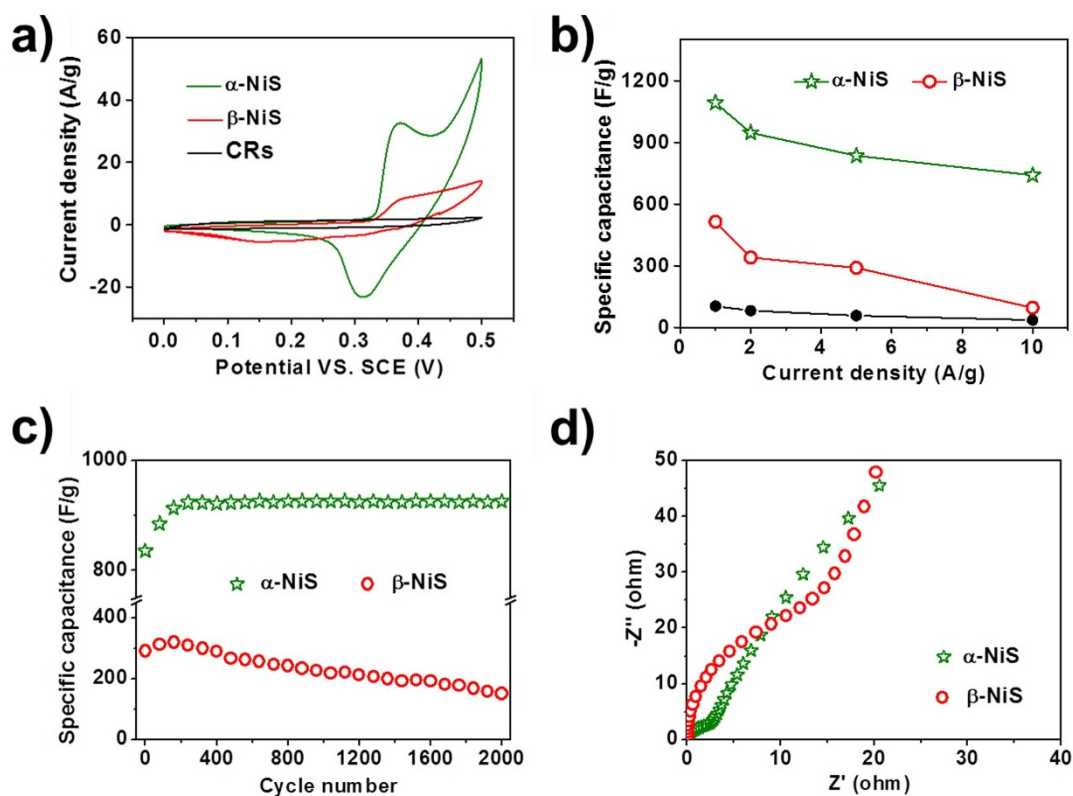 a)
Current density (A/g)
60
40
20
0
-20
α-NiS
β-NiS
CRs
0.0 0.1 0.2 0.3 0.4 0.5
Potential VS. SCE (V)
b)
Specific capacitance (F/g)
1200
900
600
300
0
α-NiS β-NiS
0 2 4 6 8 10
Current density (A/g)
c)
Specific capacitance (F/g)
1000
800
400
200
0
α-NiS β-NiS
0 400 800 1200 1600 2000
Cycle number
d)
-Z'' (ohm)
50
40
30
20
10
0
α-NiS
β-NiS
0 10 20 30 40
Z' (ohm)